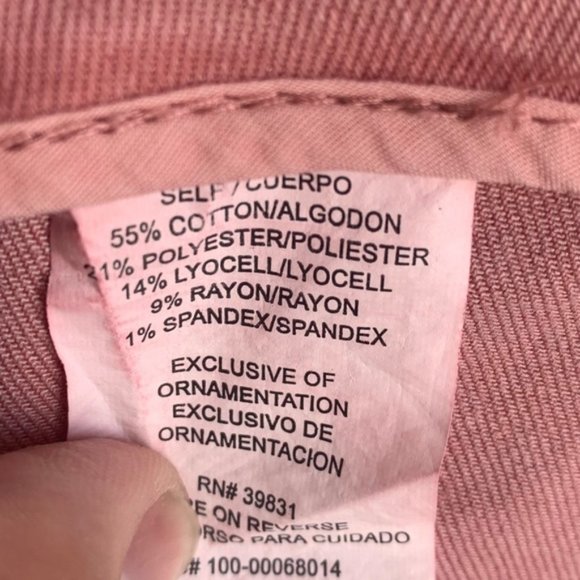 SELF/CUERPO
55% COTTON/ALGODON
21% POLYESTER/POLIESTER
14% LYOCELL/LYOCELL
9% RAYON/RAYON
1% SPANDEX/SPANDEX
EXCLUSIVE OF
ORNAMENTATION
EXCLUSIVO DE
ORNAMENTACION
RN# 39831
ON REVERSE
PARA CUIDADO
# 100-00068014